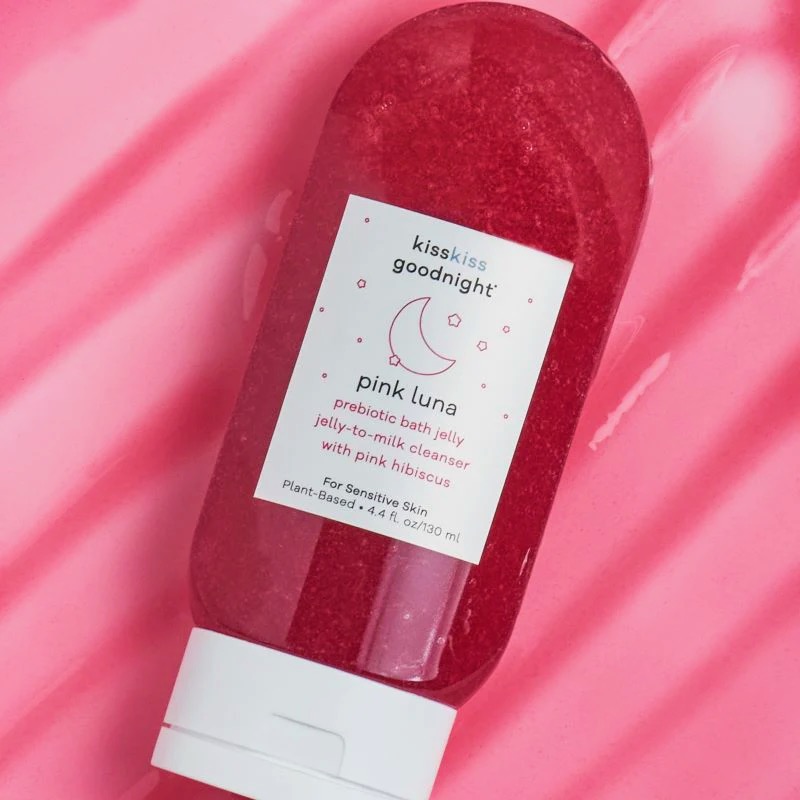 kisskiss
goodnight
pink luna
prebiotic bath jelly
jelly-to-milk cleanser
with pink hibiscus
For Sensitive Skin
Plant-Based • 4.4 fl. oz/130 ml